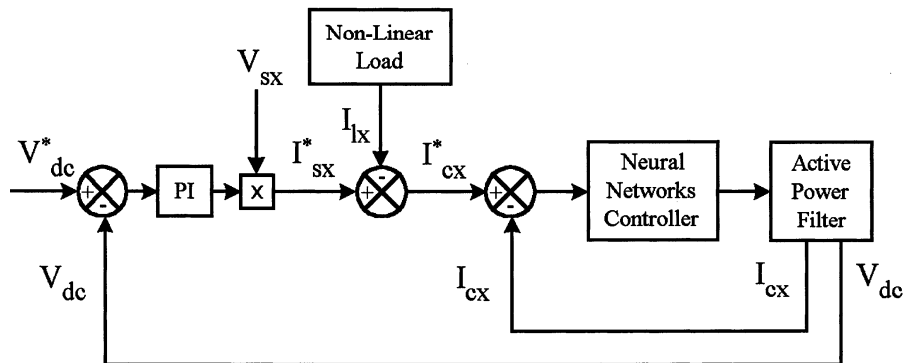 Non-Linear
Load
V_sx
I_lx
V*_dc
I*_sx
I*_cx
+
-
PI
X
+
-
+
-
Neural
Networks
Controller
Active
Power
Filter
V_dc
I_cx
I_cx
V_dc